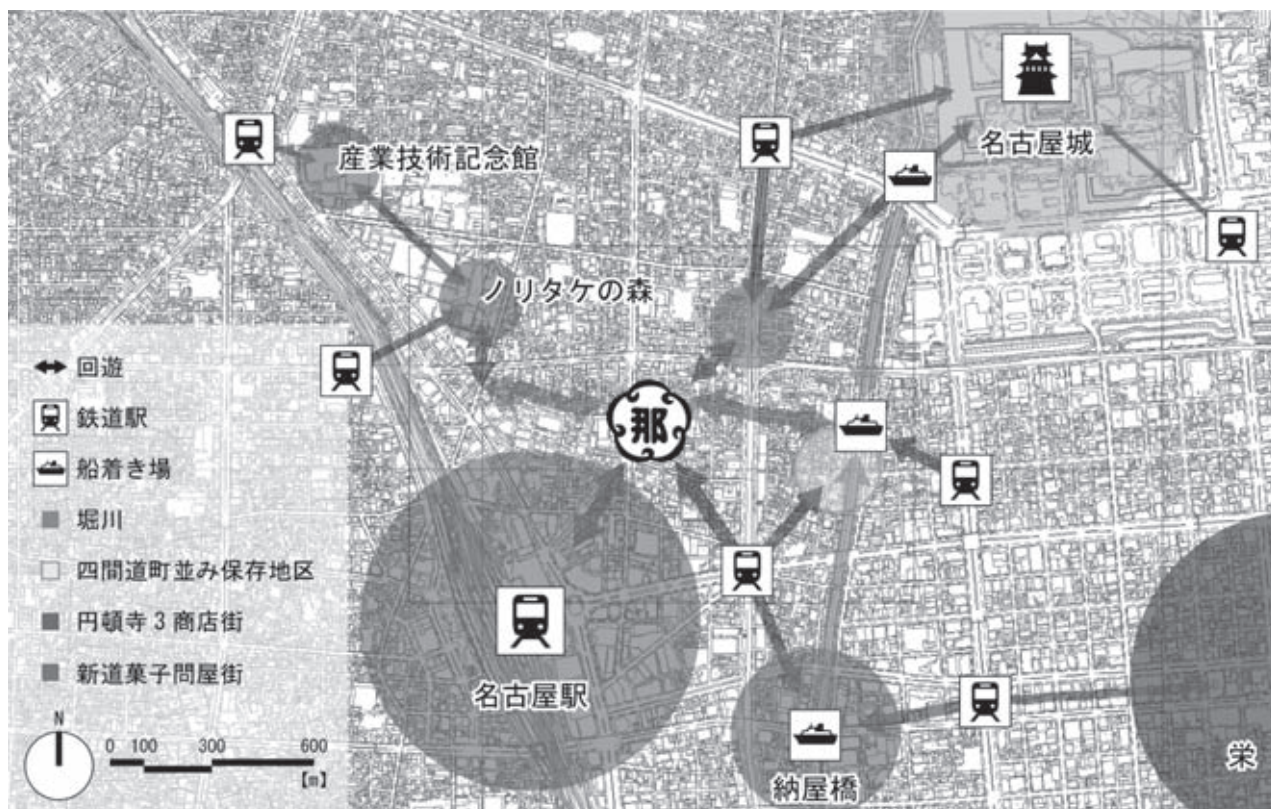 名古屋城
産業技術記念館
ノリタケの森
回遊
鉄道駅
船着き場
堀川
四間道町並み保存地区
円頓寺3商店街
新道菓子問屋街
那
名古屋駅
納屋橋
栄
N
0 100 300 600
【m】